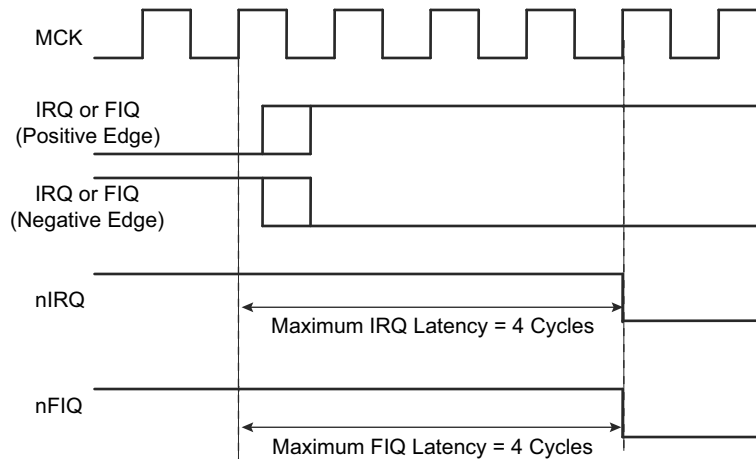 MCK
IRQ or FIQ
(Positive Edge)
IRQ or FIQ
(Negative Edge)
nIRQ
Maximum IRQ Latency = 4 Cycles
nFIQ
Maximum FIQ Latency = 4 Cycles